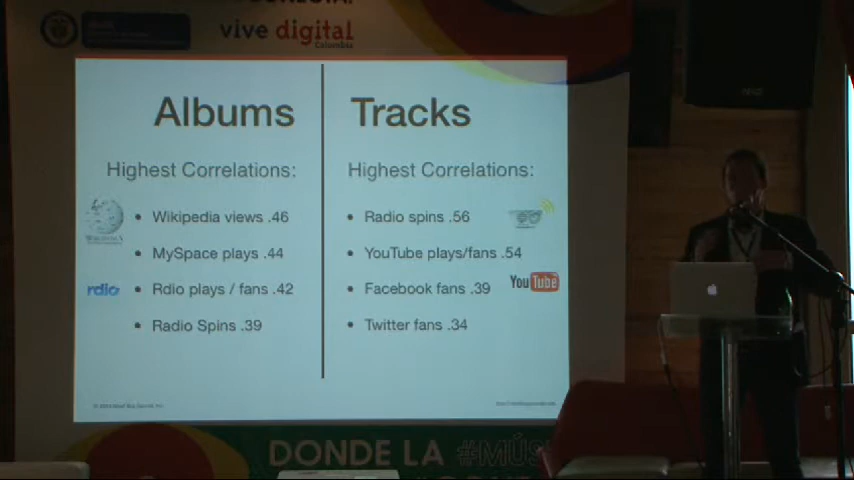 vive digital
Colombia
Albums
Highest Correlations:
• Wikipedia views .46
• MySpace plays .44
• Rdio plays / fans .42
• Radio Spins .39
rdio
Tracks
Highest Correlations:
• Radio spins .56
• YouTube plays/fans .54
• Facebook fans .39
• Twitter fans .34
YouTube
DONDE LA #MÚS